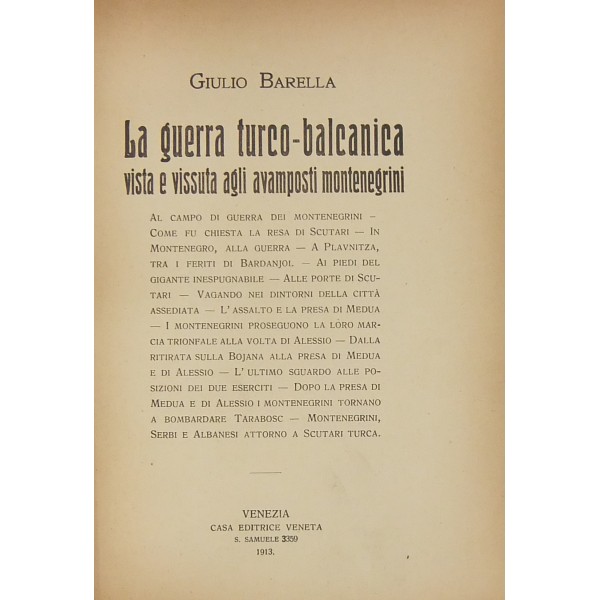 GIULIO BARELLA
La guerra turco-balcanica
vista e vissuta agli avamposti montenegrini
AL CAMPO DI GUERRA DEI MONTENEGRINI –
COME FU CHIESTA LA RESA DI SCUTARI — IN
MONTENEGRO, ALLA GUERRA — A PLAVNITZA,
TRA I FERITI DI BARDANJOL — AI PIEDI DEL
GIGANTE INESPUGNABILE — ALLE PORTE DI SCU-
TARI — VAGANDO NEI DINTORNI DELLA CITTÀ
ASSEDIATA — L'ASSALTO E LA PRESA DI MEDUA
— I MONTENEGRINI PROSEGUONO LA LORO MAR-
CIA TRIONFALE ALLA VOLTA DI ALESSIO — DALLA
RITIRATA SULLA BOJANA ALLA PRESA DI MEDUA
E DI ALESSIO — L'ULTIMO SGUARDO ALLE PO-
SIZIONI DEI DUE ESERCITI — DOPO LA PRESA DI
MEDUA E DI ALESSIO I MONTENEGRINI TORNANO
A BOMBARDARE TARABOSC — MONTENEGRINI,
SERBI E ALBANESI ATTORNO A SCUTARI TURCA.
VENEZIA
CASA EDITRICE VENETA
S. SAMUELE 3359
1913.